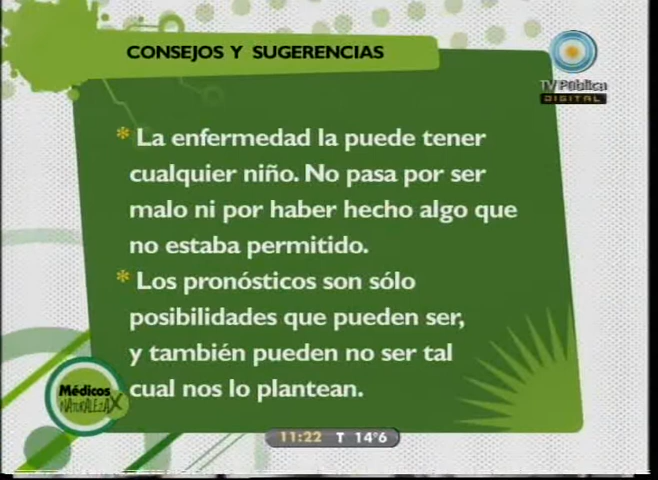 CONSEJOS Y SUGERENCIAS
TV Pública
DIGITAL
* La enfermedad la puede tener
cualquier niño. No pasa por ser
malo ni por haber hecho algo que
no estaba permitido.
* Los pronósticos son sólo
posibilidades que pueden ser,
y también pueden no ser tal
cual nos lo plantean.
Médicos
NATURALEZA
X
11:22 T 14°6